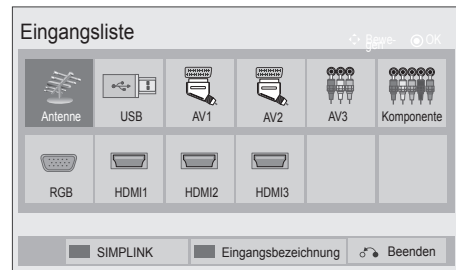 Eingangsliste
Bewe-
gen
OK
Antenne USB AV1 AV2 AV3 Komponente
RGB HDMI1 HDMI2 HDMI3
SIMPLINK Eingangsbezeichnung Beenden